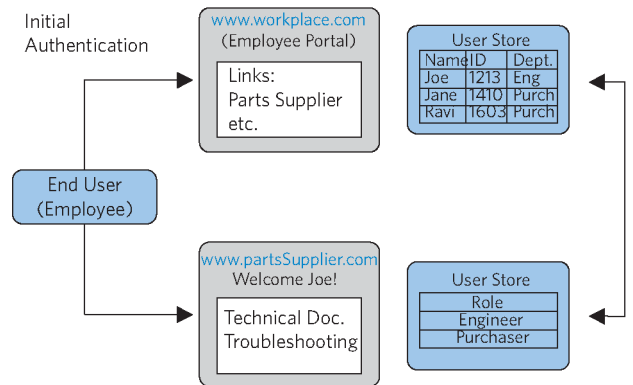 Initial
Authentication
www.workplace.com
(Employee Portal)
Links:
Parts Supplier
etc.
User Store
Name ID Dept.
Joe 1213 Eng
Jane 1410 Purch
Ravi 1603 Purch
End User
(Employee)
www.partsSupplier.com
Welcome Joe!
Technical Doc.
Troubleshooting
User Store
Role
Engineer
Purchaser